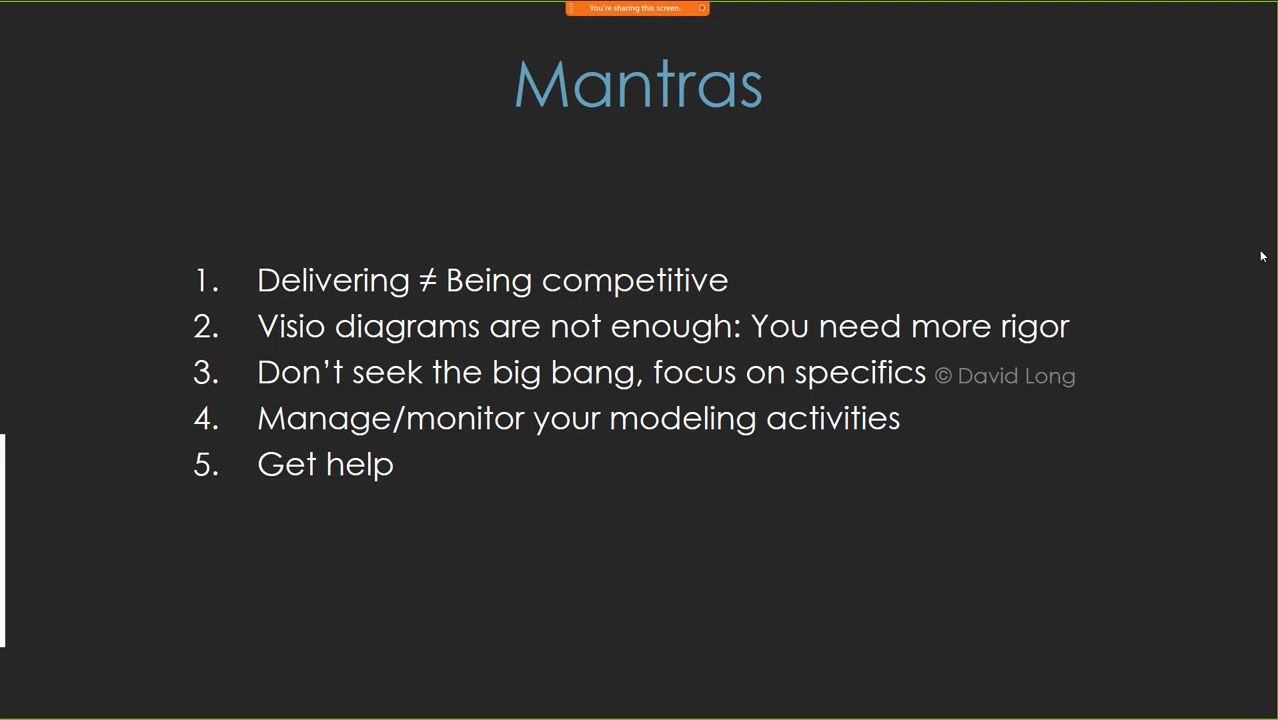 You're sharing this screen.
Mantras
1. Delivering ≠ Being competitive
2. Visio diagrams are not enough: You need more rigor
3. Don’t seek the big bang, focus on specifics © David Long
4. Manage/monitor your modeling activities
5. Get help